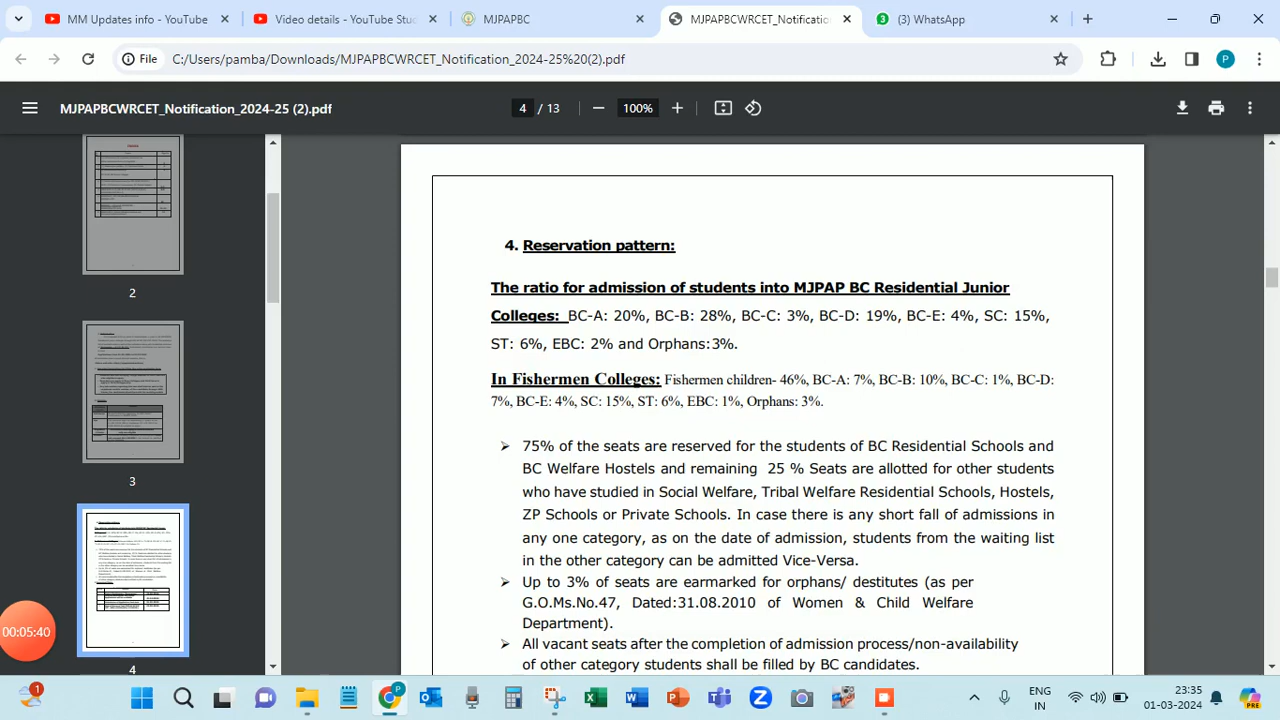 MM Updates info - YouTube
Video details - YouTube Stu
MJPAPBC
MJPAPBCWRCET_Notificatio
3
(3) WhatsApp
File
C:/Users/pamba/Downloads/MJPAPBCWRCET_Notification_2024-25%20(2).pdf
P
MJPAPBCWRCET_Notification_2024-25 (2).pdf
4 / 13
100%
2
3
4
4. Reservation pattern:
The ratio for admission of students into MJPAP BC Residential Junior
Colleges: BC-A: 20%, BC-B: 28%, BC-C: 3%, BC-D: 19%, BC-E: 4%, SC: 15%,
ST: 6%, EBC: 2% and Orphans:3%.
In Fishermen Colleges: Fishermen children- 46%, BC-A: 7%, BC-B: 10%, BC-C: 1%, BC-D:
7%, BC-E: 4%, SC: 15%, ST: 6%, EBC: 1%, Orphans: 3%.
➢ 75% of the seats are reserved for the students of BC Residential Schools and
BC Welfare Hostels and remaining 25 % Seats are allotted for other students
who have studied in Social Welfare, Tribal Welfare Residential Schools, Hostels,
ZP Schools or Private Schools. In case there is any short fall of admissions in
any one category, as on the date of admission, students from the waiting list
in the other category can be admitted Vice-Versa.
➢ Up to 3% of seats are earmarked for orphans/ destitutes (as per
G.O.Ms.No.47, Dated:31.08.2010 of Women & Child Welfare
Department).
➢ All vacant seats after the completion of admission process/non-availability
of other category students shall be filled by BC candidates.
00:05:40
1
ENG
IN
23:35
01-03-2024
PRE